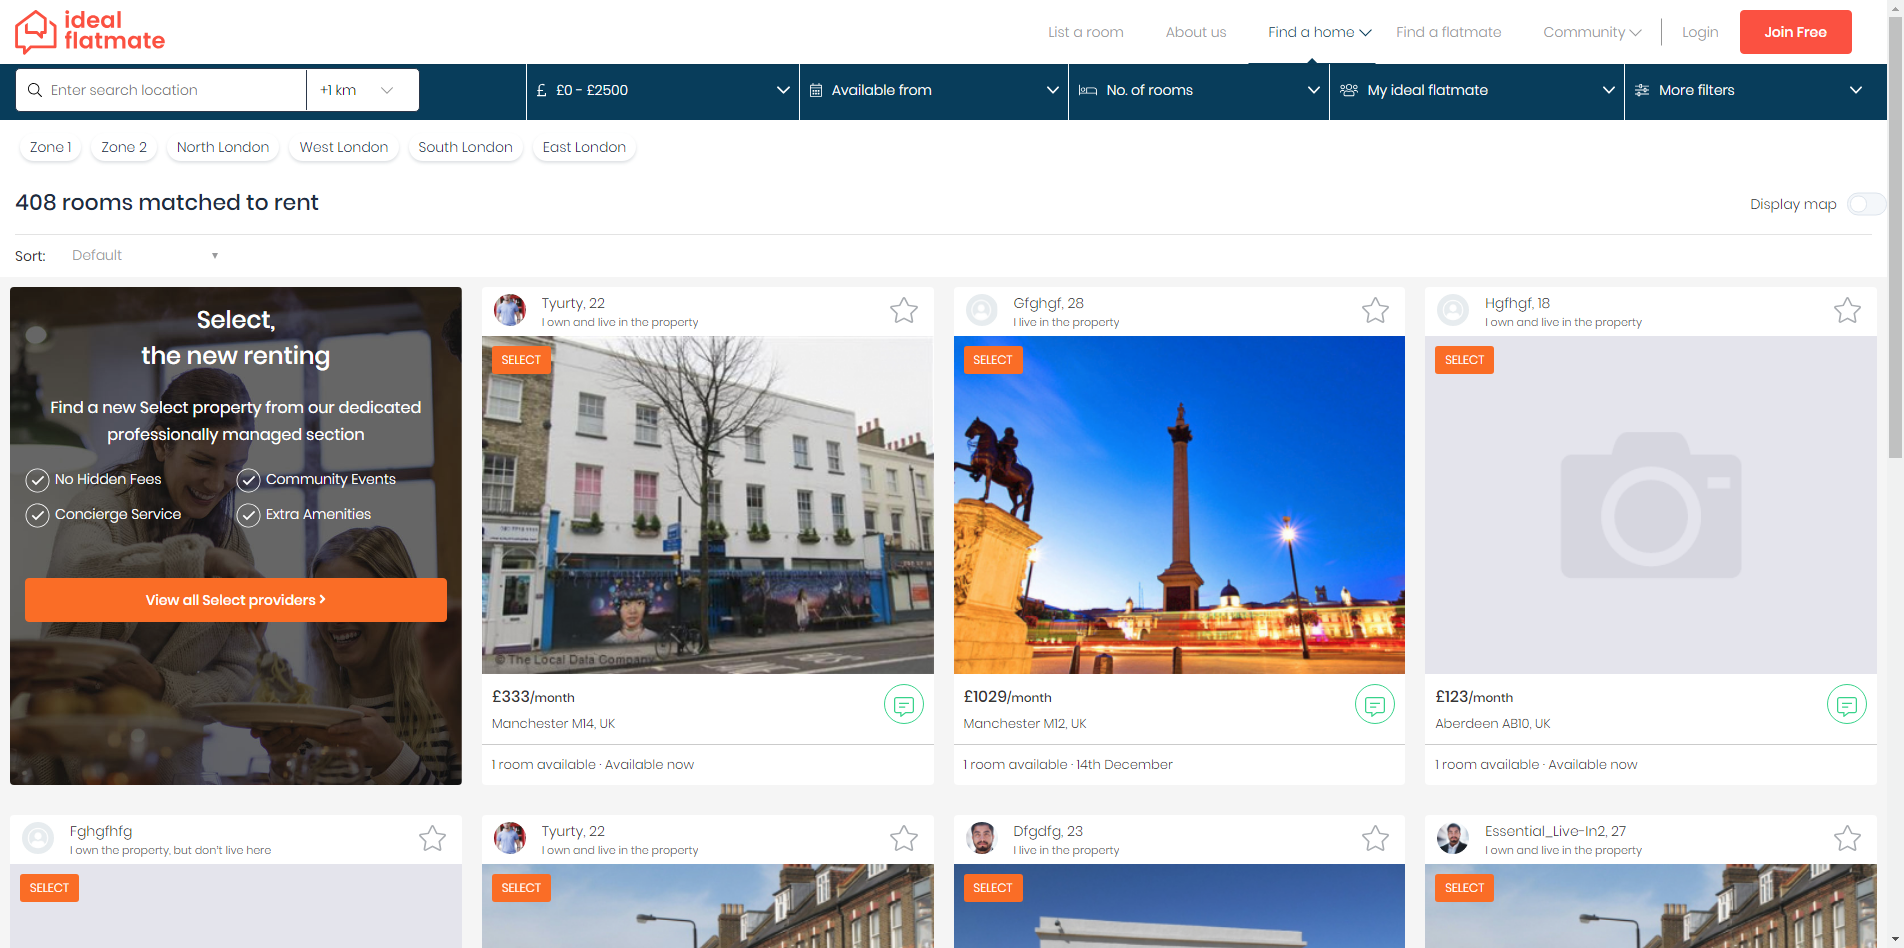 ideal
flatmate
List a room
About us
Find a home
Find a flatmate
Community
Login
Join Free
Enter search location
+1 km
£ £0 - £2500
Available from
No. of rooms
My ideal flatmate
More filters
Zone 1
Zone 2
North London
West London
South London
East London
408 rooms matched to rent
Display map
Sort: Default
Select,
the new renting
Find a new Select property from our dedicated
professionally managed section
No Hidden Fees
Community Events
Concierge Service
Extra Amenities
View all Select providers
Tyurty, 22
I own and live in the property
SELECT
© The Local Data Company
£333/month
Manchester M14, UK
1 room available · Available now
Gfghgf, 28
I live in the property
SELECT
£1029/month
Manchester M12, UK
1 room available · 14th December
Hgfhgf, 18
I own and live in the property
SELECT
£123/month
Aberdeen AB10, UK
1 room available · Available now
Fghgfhfg
I own the property, but don't live here
SELECT
Tyurty, 22
I own and live in the property
SELECT
Dfgdfg, 23
I live in the property
SELECT
Essential_Live-In2, 27
I own and live in the property
SELECT